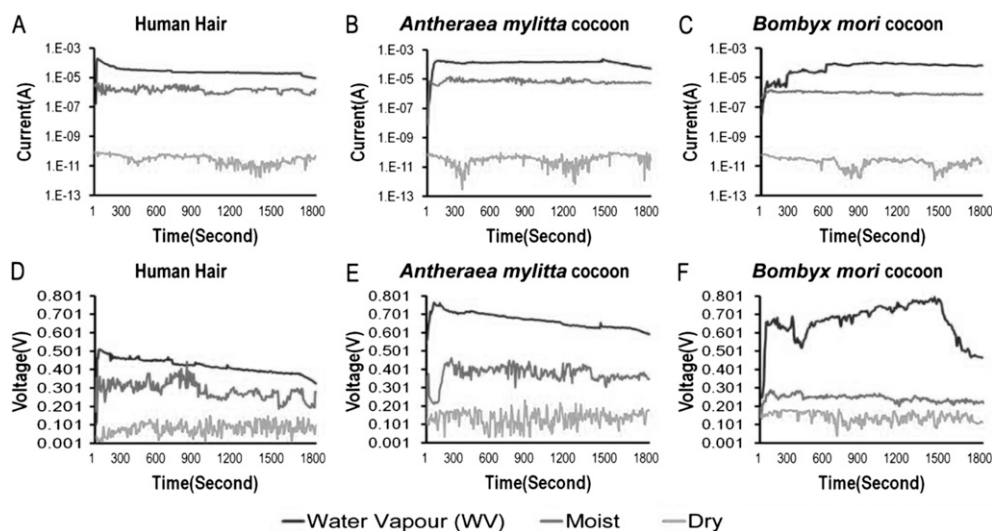 A Human Hair
Current(A)
1.E-03
1.E-05
1.E-07
1.E-09
1.E-11
1.E-13
1 300 600 900 1200 1500 1800
Time(Second)
B Antheraea mylitta cocoon
Current(A)
1.E-03
1.E-05
1.E-07
1.E-09
1.E-11
1.E-13
1 300 600 900 1200 1500 1800
Time(Second)
C Bombyx mori cocoon
Current(A)
1.E-03
1.E-05
1.E-07
1.E-09
1.E-11
1.E-13
1 300 600 900 1200 1500 1800
Time(Second)
D Human Hair
Voltage(V)
0.801
0.701
0.601
0.501
0.401
0.301
0.201
0.101
0.001
1 300 600 900 1200 1500 1800
Time(Second)
E Antheraea mylitta cocoon
Voltage(V)
0.801
0.701
0.601
0.501
0.401
0.301
0.201
0.101
0.001
1 300 600 900 1200 1500 1800
Time(Second)
F Bombyx mori cocoon
Voltage(V)
0.801
0.701
0.601
0.501
0.401
0.301
0.201
0.101
0.001
1 300 600 900 1200 1500 1800
Time(Second)
Water Vapour (WV) Moist Dry